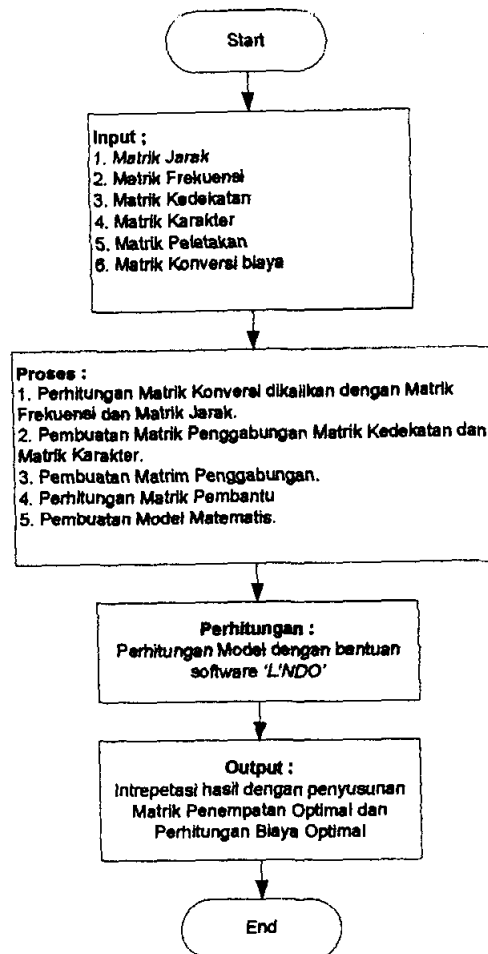 Start
Input ;
1. Matrik Jarak
2. Matrik Frekuensi
3. Matrik Kedekatan
4. Matrik Karakter
5. Matrik Peletakan
6. Matrik Konversi biaya
Proses :
1. Perhitungan Matrik Konversi dikalikan dengan Matrik
Frekuensi dan Matrik Jarak.
2. Pembuatan Matrik Penggabungan Matrik Kedekatan dan
Matrik Karakter.
3. Pembuatan Matrim Penggabungan.
4. Perhitungan Matrik Pembantu
5. Pembuatan Model Matematis.
Perhitungan :
Perhitungan Model dengan bantuan
software 'L'NDO'
Output :
Intrepetasi hasil dengan penyusunan
Matrik Penempatan Optimal dan
Perhitungan Biaya Optimal
End